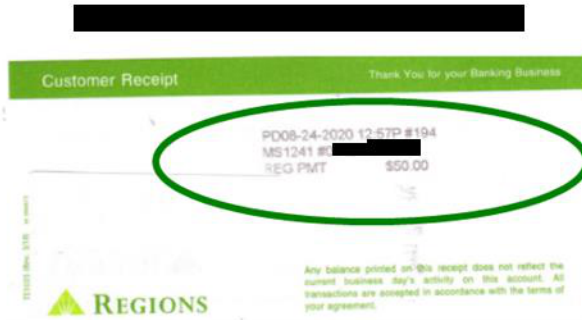 Customer Receipt
Thank You for your Banking Business
PD08-24-2020 12:57P #194
MS1241
REG PMT $50.00
Any balance printed on this receipt does not reflect the
current business day's activity on this account. All
transactions are accepted in accordance with the terms of
your agreement.
REGIONS